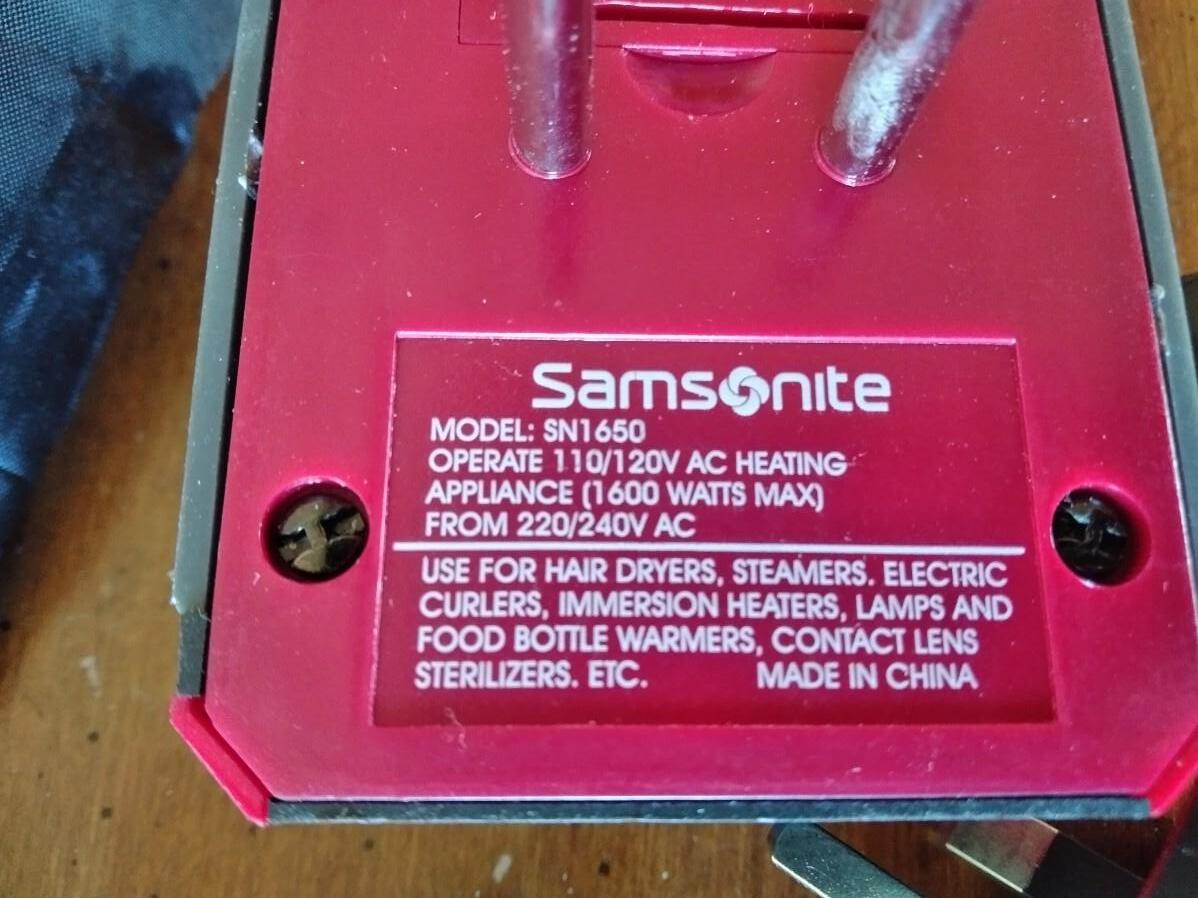 Samsonite
MODEL: SN1650
OPERATE 110/120V AC HEATING
APPLIANCE (1600 WATTS MAX)
FROM 220/240V AC
USE FOR HAIR DRYERS, STEAMERS. ELECTRIC
CURLERS, IMMERSION HEATERS, LAMPS AND
FOOD BOTTLE WARMERS, CONTACT LENS
STERILIZERS. ETC. MADE IN CHINA